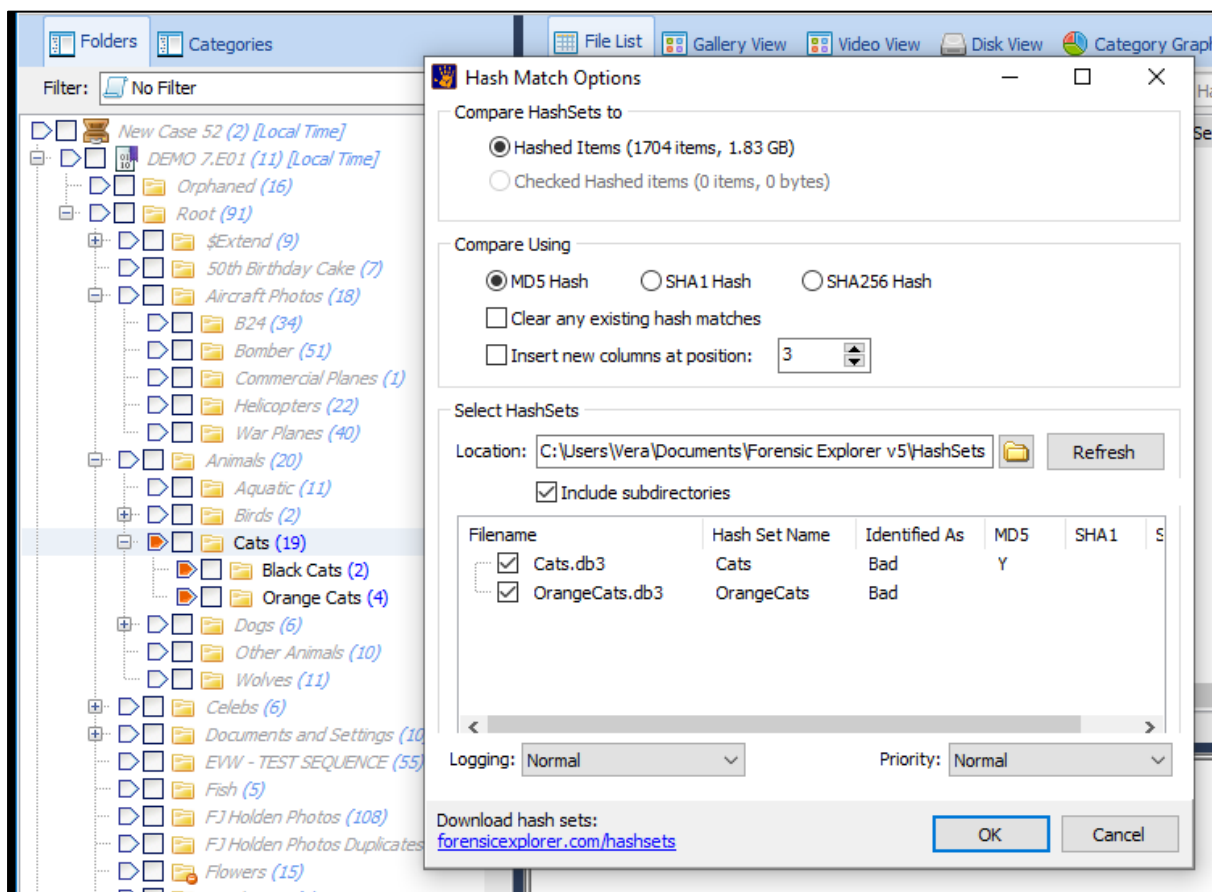 Folders
Categories
Filter: No Filter
New Case 52 (2) [Local Time]
DEMO 7.E01 (11) [Local Time]
Orphaned (16)
Root (91)
$Extend (9)
50th Birthday Cake (7)
Aircraft Photos (18)
B24 (34)
Bomber (51)
Commercial Planes (1)
Helicopters (22)
War Planes (40)
Animals (20)
Aquatic (11)
Birds (2)
Cats (19)
Black Cats (2)
Orange Cats (4)
Dogs (6)
Other Animals (10)
Wolves (11)
Celebs (6)
Documents and Settings (10
EVW - TEST SEQUENCE (55)
Fish (5)
FJ Holden Photos (108)
FJ Holden Photos Duplicates
Flowers (15)
File List
Gallery View
Video View
Disk View
Category Graph
Hash Match Options
Compare HashSets to
Hashed Items (1704 items, 1.83 GB)
Checked Hashed items (0 items, 0 bytes)
Compare Using
MD5 Hash SHA1 Hash SHA256 Hash
Clear any existing hash matches
Insert new columns at position: 3
Select HashSets
Location: C:\Users\Vera\Documents\Forensic Explorer v5\HashSets Refresh
Include subdirectories
Filename Hash Set Name Identified As MD5 SHA1 S
Cats.db3 Cats Bad Y
OrangeCats.db3 OrangeCats Bad
Logging: Normal Priority: Normal
Download hash sets:
forensicexplorer.com/hashsets
OK Cancel